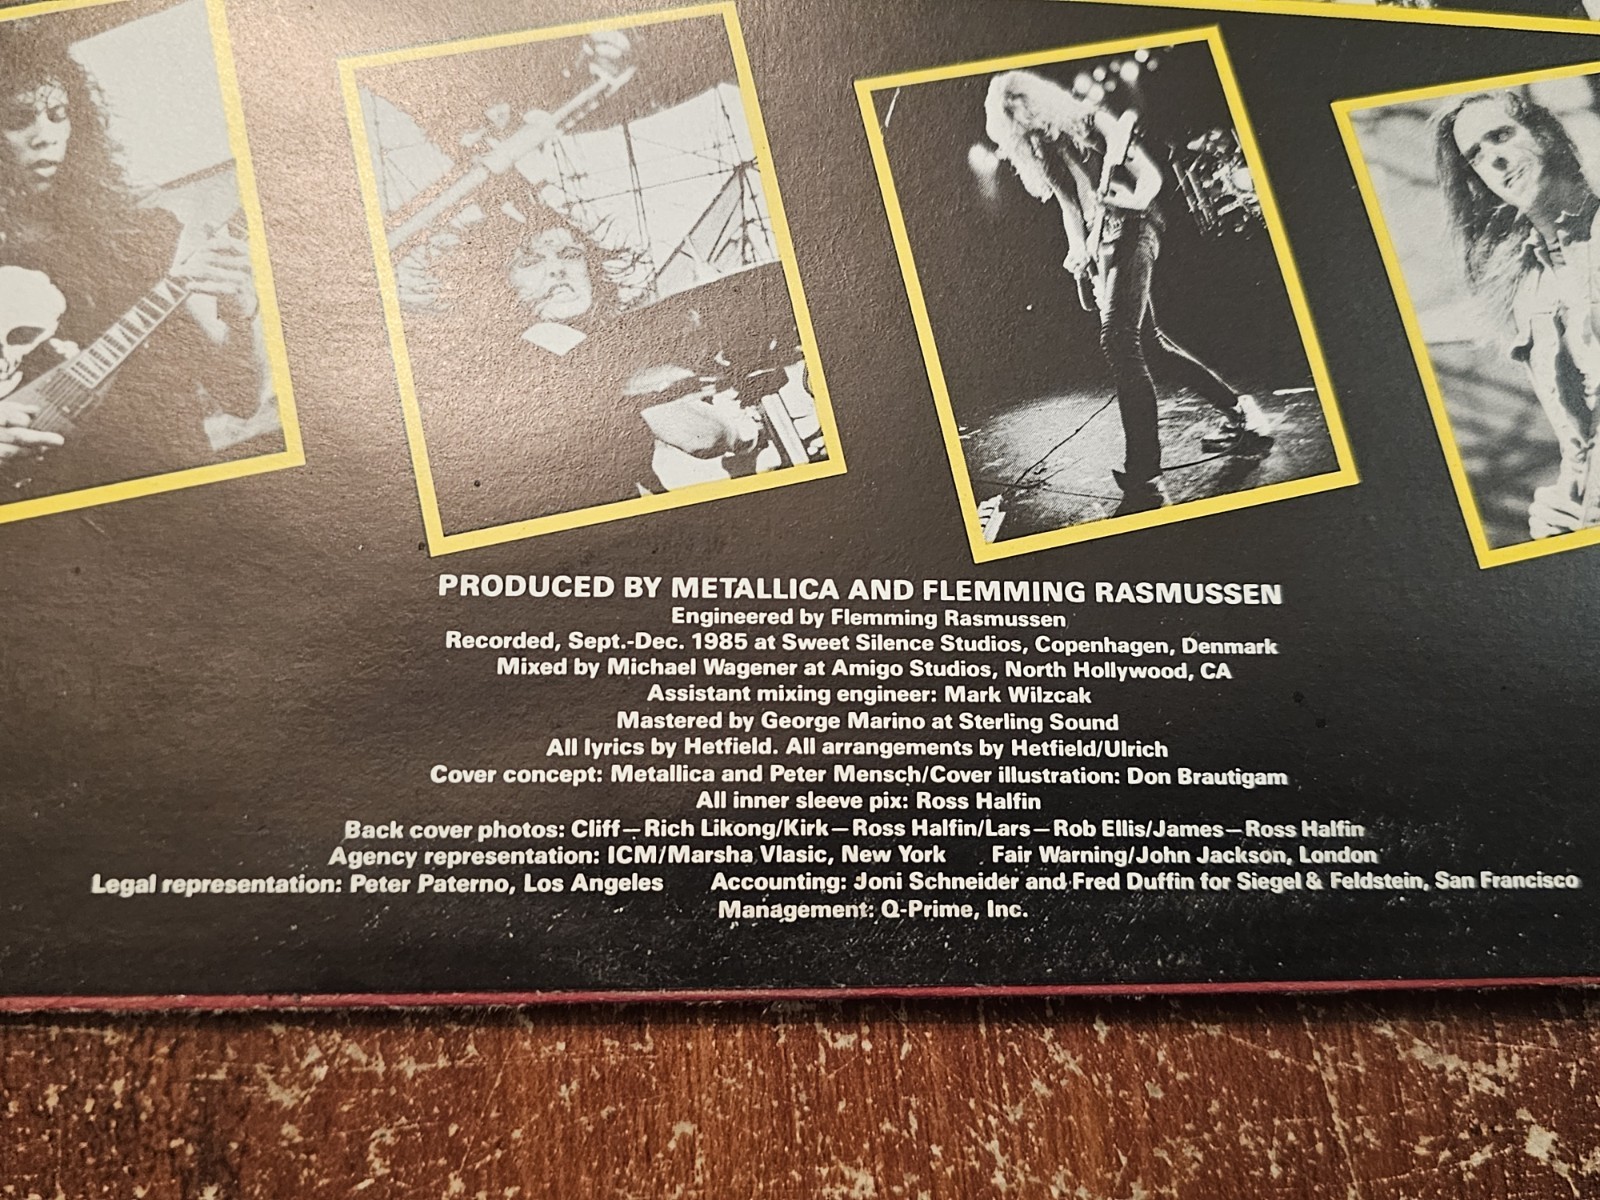 PRODUCED BY METALLICA AND FLEMMING RASMUSSEN
Engineered by Flemming Rasmussen
Recorded, Sept.-Dec. 1985 at Sweet Silence Studios, Copenhagen, Denmark
Mixed by Michael Wagener at Amigo Studios, North Hollywood, CA
Assistant mixing engineer: Mark Wilzcak
Mastered by George Marino at Sterling Sound
All lyrics by Hetfield. All arrangements by Hetfield/Ulrich
Cover concept: Metallica and Peter Mensch/Cover illustration: Don Brautigam
All inner sleeve pix: Ross Halfin
Back cover photos: Cliff—Rich Likong/Kirk—Ross Halfin/Lars—Rob Ellis/James—Ross Halfin
Agency representation: ICM/Marsha Vlasic, New York Fair Warning/John Jackson, London
Legal representation: Peter Paterno, Los Angeles Accounting: Joni Schneider and Fred Duffin for Siegel & Feldstein, San Francisco
Management: Q-Prime, Inc.